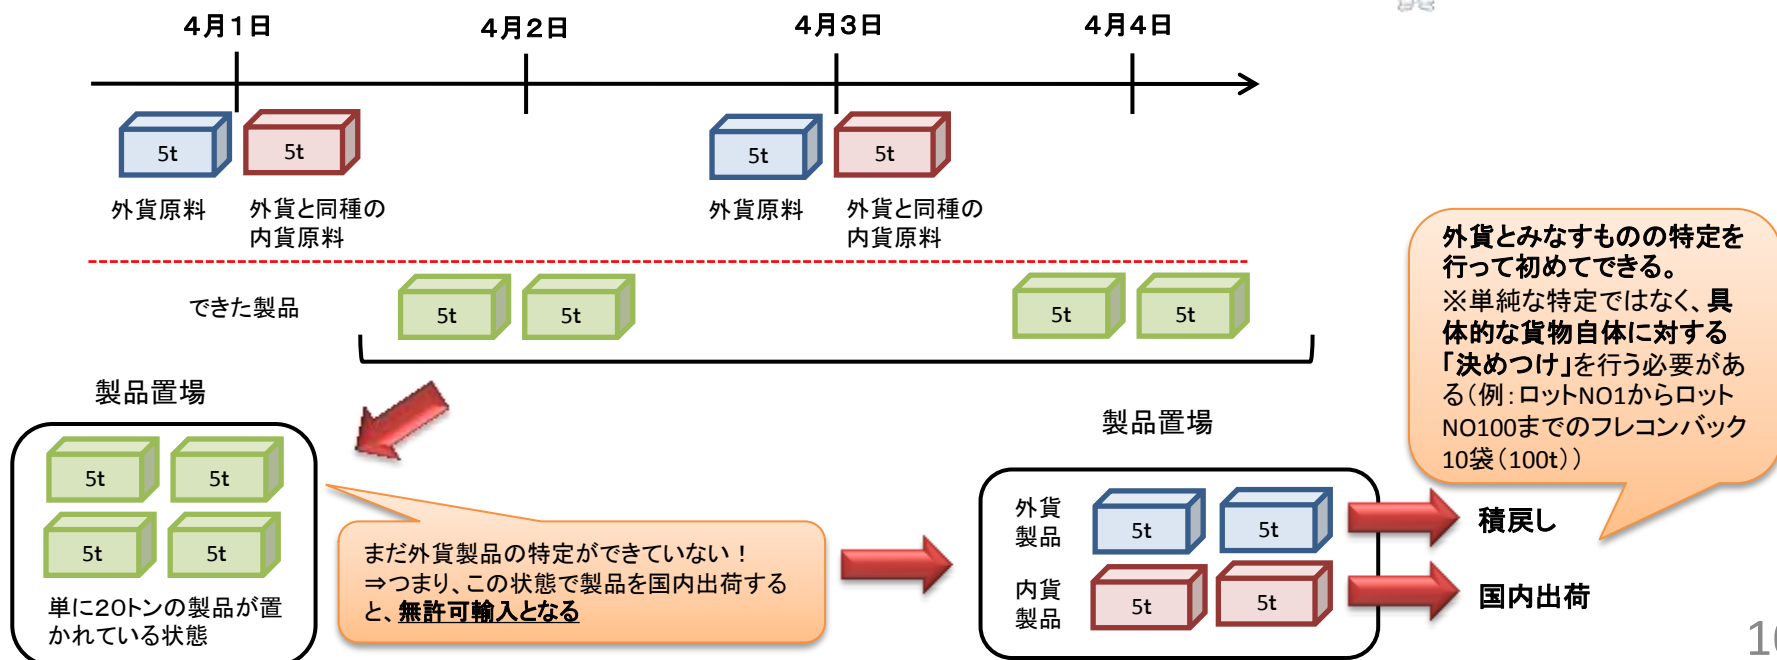 4月1日
4月2日
4月3日
4月4日
5t
5t
5t
5t
外貨原料
外貨と同種の
内貨原料
外貨原料
外貨と同種の
内貨原料
できた製品
5t
5t
5t
5t
外貨とみなすものの特定を
行って初めてできる。
※単純な特定ではなく、具
体的な貨物自体に対する
「決めつけ」を行う必要があ
る(例:ロットNO1からロット
NO100までのフレコンバック
10袋(100t))
製品置場
5t
5t
5t
5t
単に20トンの製品が置
かれている状態
まだ外貨製品の特定ができていない!
⇒つまり、この状態で製品を国内出荷する
と、無許可輸入となる
製品置場
外貨
製品
5t
5t
積戻し
内貨
製品
5t
5t
国内出荷